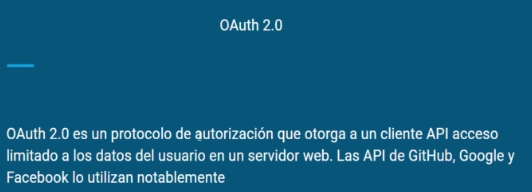 OAuth 2.0
OAuth 2.0 es un protocolo de autorización que otorga a un cliente API acceso
limitado a los datos del usuario en un servidor web. Las API de GitHub, Google y
Facebook lo utilizan notablemente